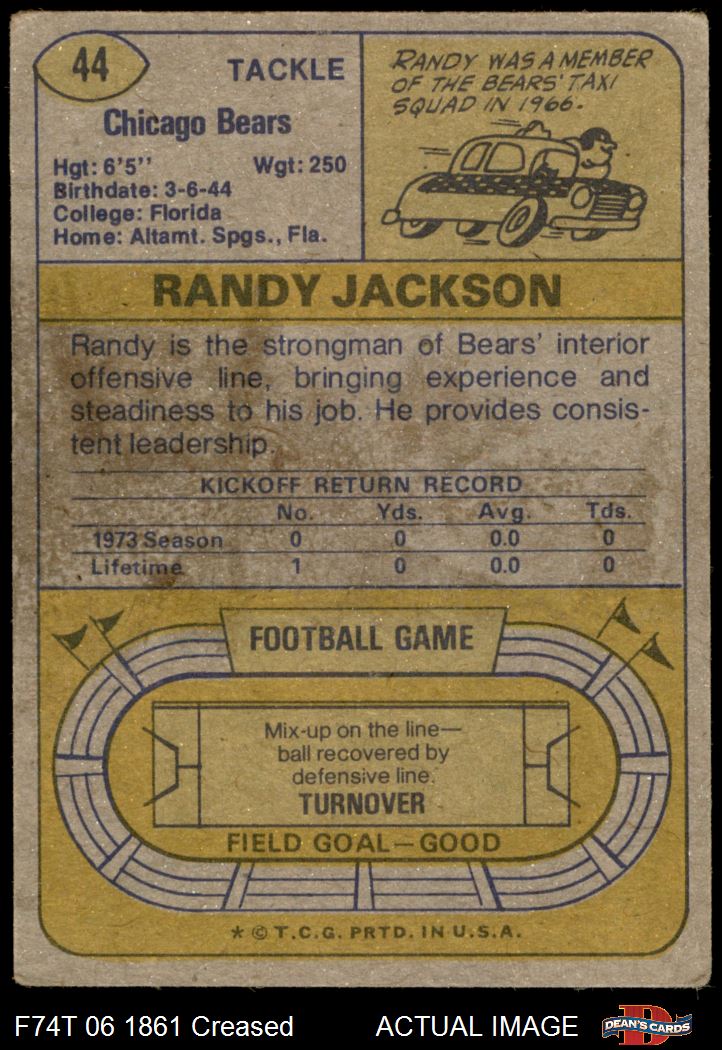 44
TACKLE
Chicago Bears
Hgt: 6'5'' Wgt: 250
Birthdate: 3-6-44
College: Florida
Home: Altamt. Spgs., Fla.
RANDY WAS A MEMBER
OF THE BEARS' TAXI
SQUAD IN 1966.
RANDY JACKSON
Randy is the strongman of Bears' interior
offensive line, bringing experience and
steadiness to his job. He provides consis-
tent leadership.
KICKOFF RETURN RECORD
No. Yds. Avg. Tds.
1973 Season 0 0 0.0 0
Lifetime 1 0 0.0 0
FOOTBALL GAME
Mix-up on the line—
ball recovered by
defensive line.
TURNOVER
FIELD GOAL—GOOD
* © T.C.G. PRTD. IN U.S.A.
F74T 06 1861 Creased ACTUAL IMAGE
D
DEAN'S CARDS